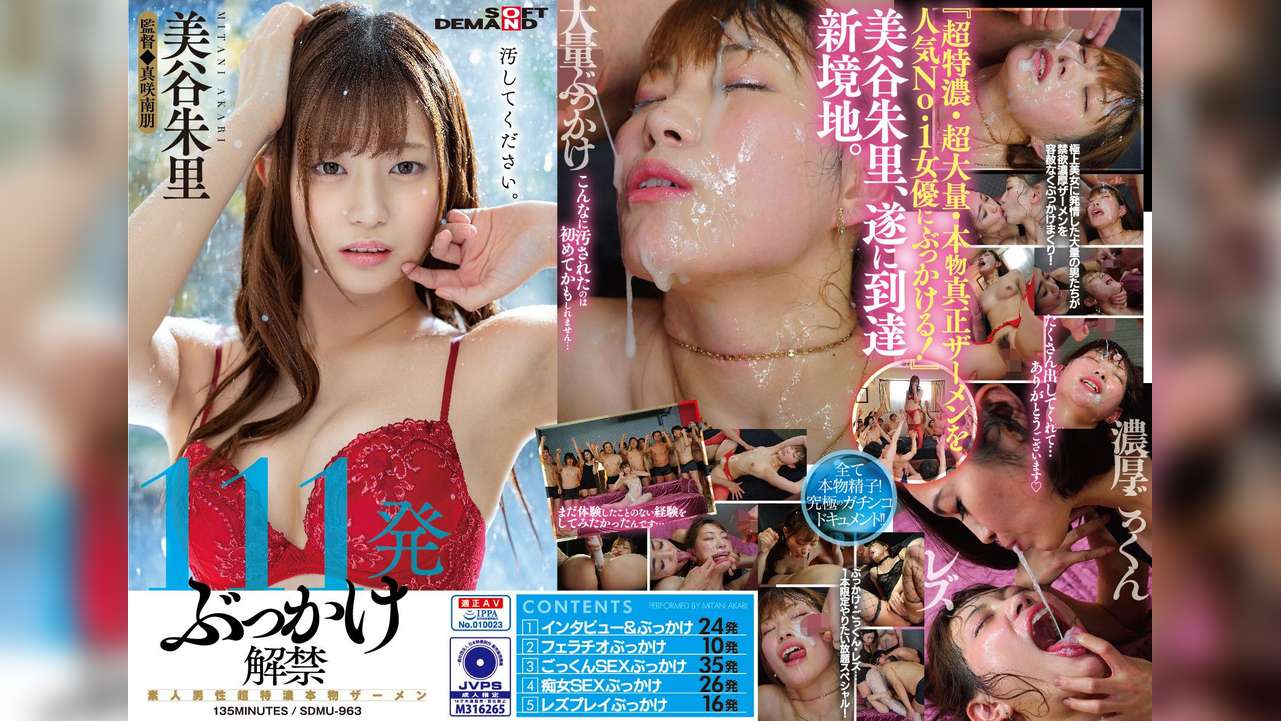 SOFT ON DEMAND
美谷朱里
MITANI AKARI
監督◆真咲南朋
汚してください。
111発
ぶっかけ
解禁
素人男性超特濃本物ザーメン
135MINUTES / SDMU-963
適正AV
IPPA
No.010023
JVPS
成人指定
M316265
大量ぶっかけ
こんなに汚されたのは
初めてかもしれません…
『超特濃・超大量・本物真正ザーメンを
人気No.1女優にぶっかける!』
美谷朱里、遂に到達
新境地。
極上美女に発情した大量の男たちが
禁欲濃厚ザーメンを
容赦なくぶっかけまくり!
たくさん出してくれて…
ありがとうございます♡
濃厚ごっくん
全て
本物精子!
究極のガチンコ
ドキュメント!!
まだ体験したことのない経験を
してみたかったんです…
レズ
ぶっかけ・ごっくん・レズ…
1本限定やりたい放題スペシャル!
CONTENTS
PERFORMED BY MITANI AKARI
1 インタビュー&ぶっかけ 24発
2 フェラチオぶっかけ 10発
3 ごっくんSEXぶっかけ 35発
4 痴女SEXぶっかけ 26発
5 レズプレイぶっかけ 16発